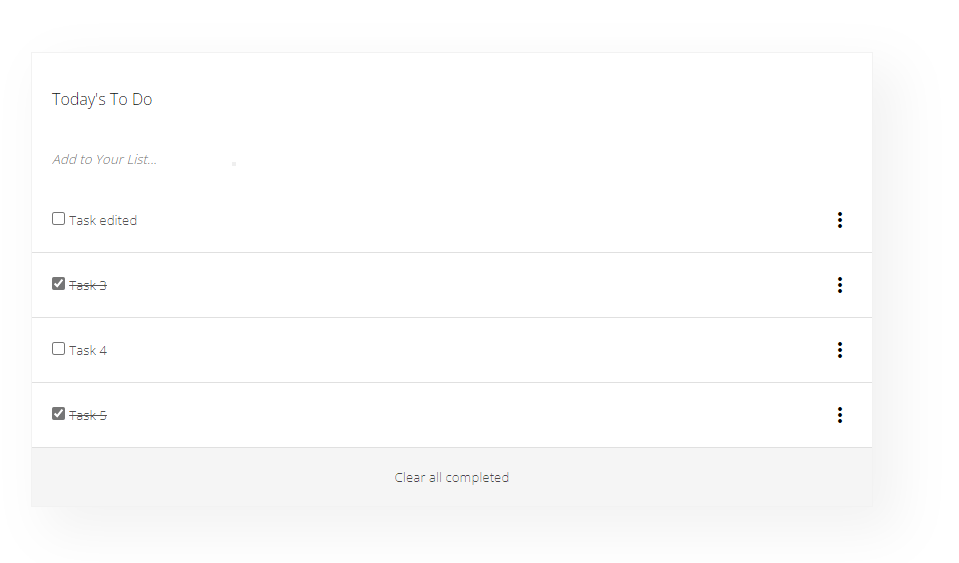 Today's To Do
Add to Your List...
Task edited
Task 3
Task 4
Task 5
Clear all completed